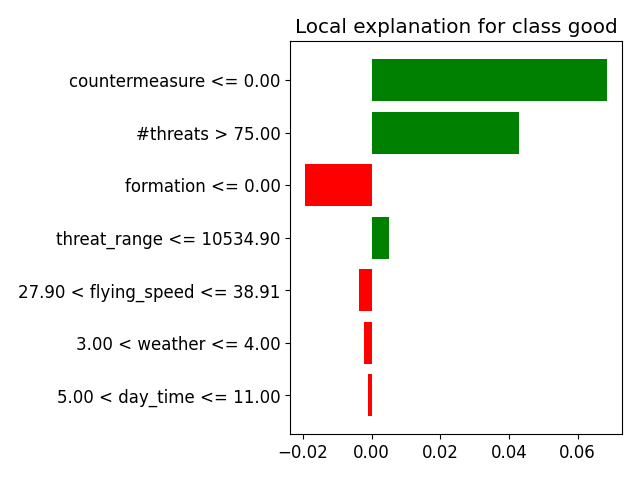 Local explanation for class good
countermeasure <= 0.00
#threats > 75.00
formation <= 0.00
threat_range <= 10534.90
27.90 < flying_speed <= 38.91
3.00 < weather <= 4.00
5.00 < day_time <= 11.00
−0.02 0.00 0.02 0.04 0.06